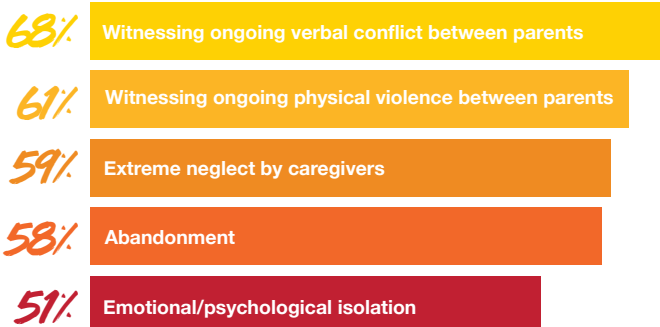 68% Witnessing ongoing verbal conflict between parents
61% Witnessing ongoing physical violence between parents
59% Extreme neglect by caregivers
58% Abandonment
51% Emotional/psychological isolation